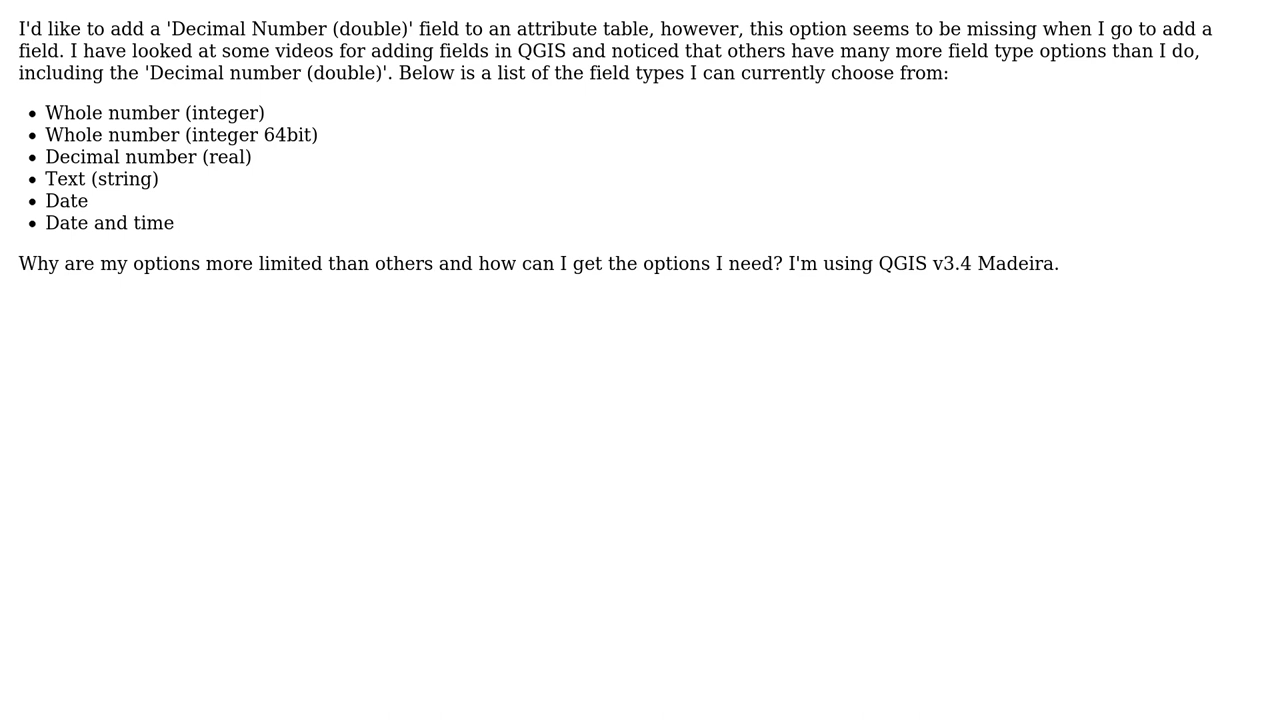 I'd like to add a 'Decimal Number (double)' field to an attribute table, however, this option seems to be missing when I go to add a
field. I have looked at some videos for adding fields in QGIS and noticed that others have many more field type options than I do,
including the 'Decimal number (double)'. Below is a list of the field types I can currently choose from:
• Whole number (integer)
• Whole number (integer 64bit)
• Decimal number (real)
• Text (string)
• Date
• Date and time
Why are my options more limited than others and how can I get the options I need? I'm using QGIS v3.4 Madeira.